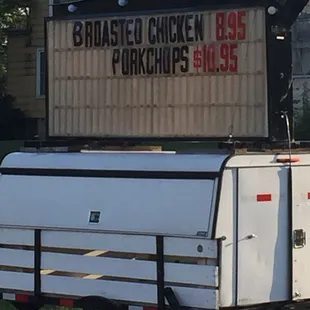 BROASTED CHICKEN 8.95
PORKCHOPS $10.95